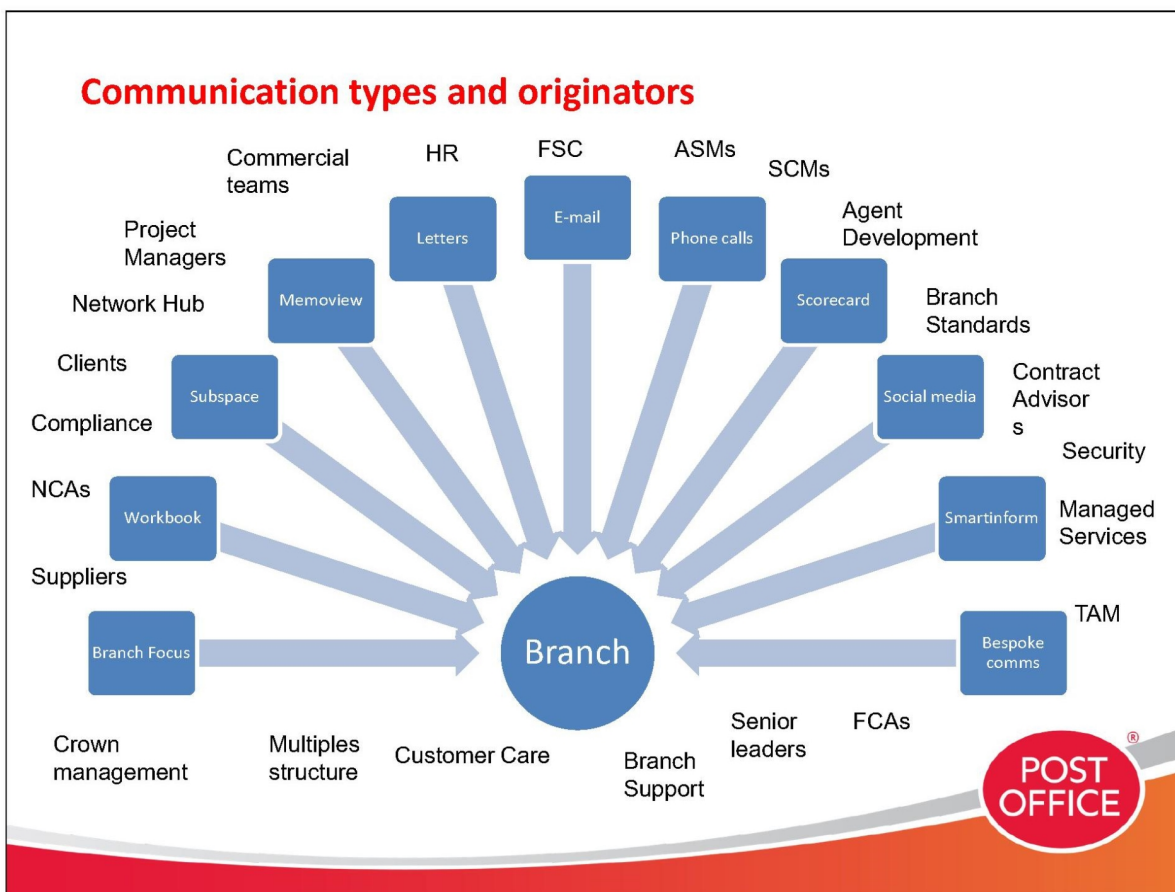 Communication types and originators
HR
FSC
ASMs
Commercial
teams
SCMs
E-mail
Letters
Phone calls
Agent
Development
Project
Managers
Memoview
Scorecard
Network Hub
Branch
Standards
Clients
Subspace
Social media
Contract
Advisor
s
Compliance
Security
NCAs
Workbook
Smartinform
Managed
Services
Suppliers
TAM
Branch Focus
Branch
Bespoke
comms
Crown
management
Multiples
structure
Customer Care
Branch
Support
Senior
leaders
FCAs
POST
OFFICE
®